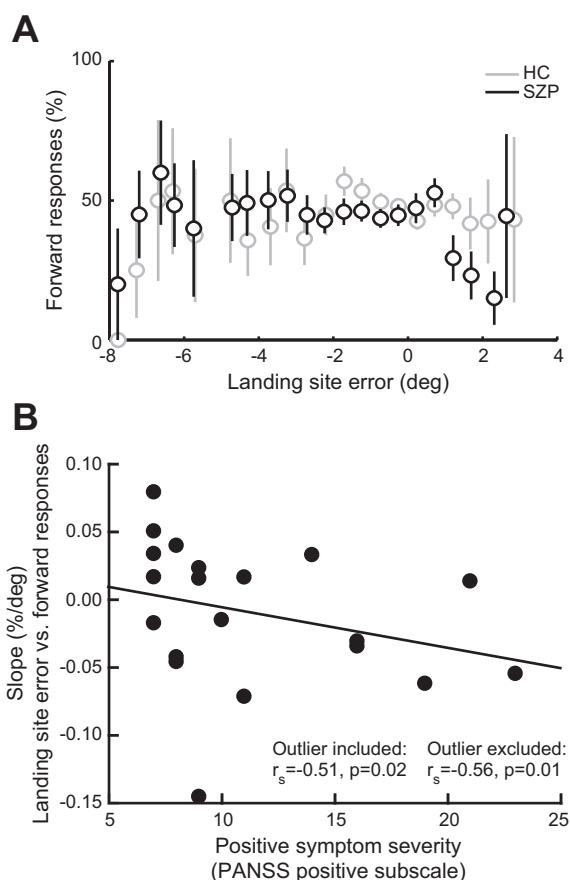 A
100
50
0
Forward responses (%)
HC
SZP
-8
-6
-4
-2
0
2
4
Landing site error (deg)
B
0.10
0.05
0.00
-0.05
-0.10
-0.15
Slope (%/deg)
Landing site error vs. forward responses
Outlier included:
rs=-0.51, p=0.02
Outlier excluded:
rs=-0.56, p=0.01
5
10
15
20
25
Positive symptom severity
(PANSS positive subscale)